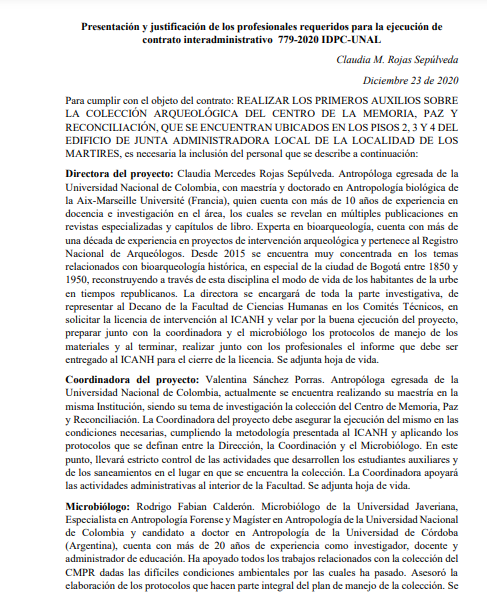 Presentación y justificación de los profesionales requeridos para la ejecución de
contrato interadministrativo 779-2020 IDPC-UNAL
Claudia M. Rojas Sepúlveda
Diciembre 23 de 2020
Para cumplir con el objeto del contrato: REALIZAR LOS PRIMEROS AUXILIOS SOBRE
LA COLECCIÓN ARQUEOLÓGICA DEL CENTRO DE LA MEMORIA, PAZ Y
RECONCILIACIÓN, QUE SE ENCUENTRAN UBICADOS EN LOS PISOS 2, 3 Y 4 DEL
EDIFICIO DE JUNTA ADMINISTRADORA LOCAL DE LA LOCALIDAD DE LOS
MARTIRES, es necesaria la inclusión del personal que se describe a continuación:
Directora del proyecto: Claudia Mercedes Rojas Sepúlveda. Antropóloga egresada de la
Universidad Nacional de Colombia, con maestría y doctorado en Antropología biológica de
la Aix-Marseille Université (Francia), quien cuenta con más de 10 años de experiencia en
docencia e investigación en el área, los cuales se revelan en múltiples publicaciones en
revistas especializadas y capítulos de libro. Experta en bioarqueología, cuenta con más de
una década de experiencia en proyectos de intervención arqueológica y pertenece al Registro
Nacional de Arqueólogos. Desde 2015 se encuentra muy concentrada en los temas
relacionados con bioarqueología histórica, en especial de la ciudad de Bogotá entre 1850 y
1950, reconstruyendo a través de esta disciplina el modo de vida de los habitantes de la urbe
en tiempos republicanos. La directora se encargará de toda la parte investigativa, de
representar al Decano de la Facultad de Ciencias Humanas en los Comités Técnicos, en
solicitar la licencia de intervención al ICANH y velar por la buena ejecución del proyecto,
preparar junto con la coordinadora y el microbiólogo los protocolos de manejo de los
materiales y al terminar, realizar junto con los profesionales el informe que debe ser
entregado al ICANH para el cierre de la licencia. Se adjunta hoja de vida.
Coordinadora del proyecto: Valentina Sánchez Porras. Antropóloga egresada de la
Universidad Nacional de Colombia, actualmente se encuentra realizando su maestría en la
misma Institución, siendo su tema de investigación la colección del Centro de Memoria, Paz
y Reconciliación. La Coordinadora del Proyecto debe asegurar la ejecución del mismo en las
condiciones necesarias, cumpliendo la metodología presentada al ICANH y aplicando los
protocolos que se definan entre la Dirección, la Coordinación y el Microbiólogo. En este
punto, llevará estricto control de las actividades que desarrollen los estudiantes auxiliares y
de los saneamientos en el lugar en que se encuentra la colección. La Coordinadora apoyará
las actividades administrativas al interior de la Facultad. Se adjunta hoja de vida.
Microbiólogo: Rodrigo Fabian Calderón. Microbiólogo de la Universidad Javeriana,
Especialista en Antropología Forense y Magíster en Antropología de la Universidad Nacional
de Colombia y candidato a doctor en Antropología de la Universidad de Córdoba
(Argentina), cuenta con más de 20 años de experiencia como investigador, docente y
administrador de educación. Ha apoyado todos los trabajos relacionados con la colección del
CMPR dadas las difíciles condiciones ambientales por las cuales ha pasado. Asesoró la
elaboración de los protocolos que hacen parte integral del plan de manejo de la colección. Se